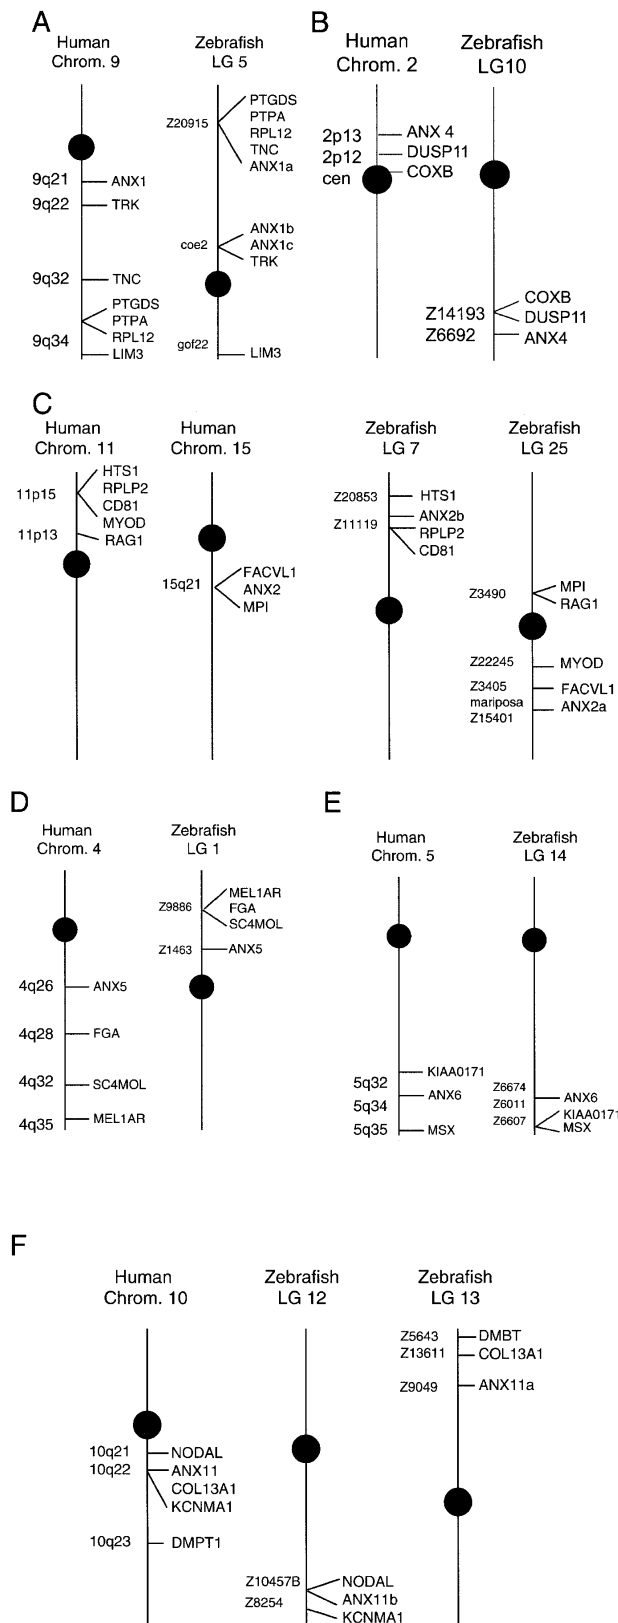 A
Human
Chrom. 9
Zebrafish
LG 5
9q21
ANX1
9q22
TRK
9q32
TNC
PTGDS
PTPA
RPL12
9q34
LIM3
Z20915
PTGDS
PTPA
RPL12
TNC
ANX1a
coe2
ANX1b
ANX1c
TRK
gof22
LIM3
B
Human
Chrom. 2
Zebrafish
LG10
2p13
ANX 4
2p12
DUSP11
cen
COXB
Z14193
Z6692
COXB
DUSP11
ANX4
C
Human
Chrom. 11
Human
Chrom. 15
Zebrafish
LG 7
Zebrafish
LG 25
11p15
HTS1
RPLP2
CD81
MYOD
11p13
RAG1
15q21
FACVL1
ANX2
MPI
Z20853
HTS1
Z11119
ANX2b
RPLP2
CD81
Z3490
MPI
RAG1
Z22245
MYOD
Z3405
FACVL1
mariposa
ANX2a
Z15401
D
Human
Chrom. 4
Zebrafish
LG 1
4q26
ANX5
4q28
FGA
4q32
SC4MOL
4q35
MEL1AR
Z9886
MEL1AR
FGA
SC4MOL
Z1463
ANX5
E
Human
Chrom. 5
Zebrafish
LG 14
KIAA0171
5q32
ANX6
5q34
5q35
MSX
Z6674
Z6011
Z6607
ANX6
KIAA0171
MSX
F
Human
Chrom. 10
Zebrafish
LG 12
Zebrafish
LG 13
10q21
NODAL
10q22
ANX11
COL13A1
KCNMA1
10q23
DMPT1
Z10457B
Z8254
NODAL
ANX11b
KCNMA1
Z5643
DMBT
Z13611
COL13A1
Z9049
ANX11a